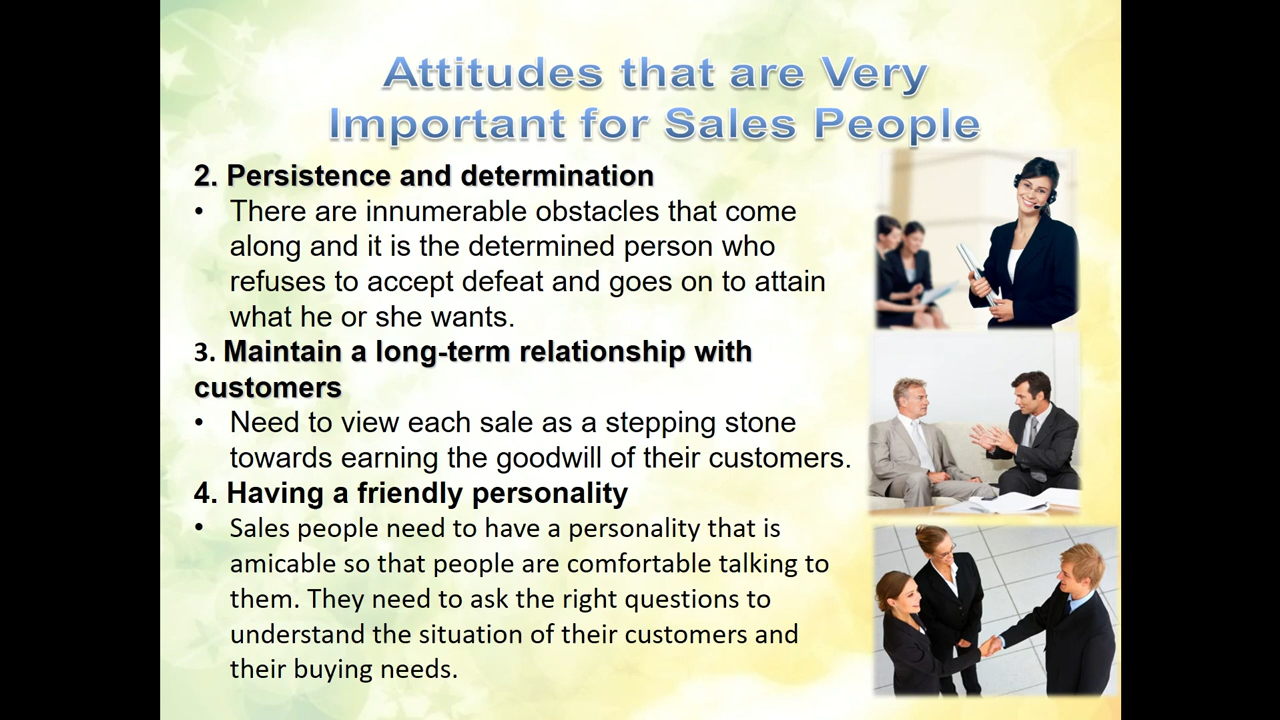 Attitudes that are Very
Important for Sales People
2. Persistence and determination
• There are innumerable obstacles that come
along and it is the determined person who
refuses to accept defeat and goes on to attain
what he or she wants.
3. Maintain a long-term relationship with
customers
• Need to view each sale as a stepping stone
towards earning the goodwill of their customers.
4. Having a friendly personality
• Sales people need to have a personality that is
amicable so that people are comfortable talking to
them. They need to ask the right questions to
understand the situation of their customers and
their buying needs.